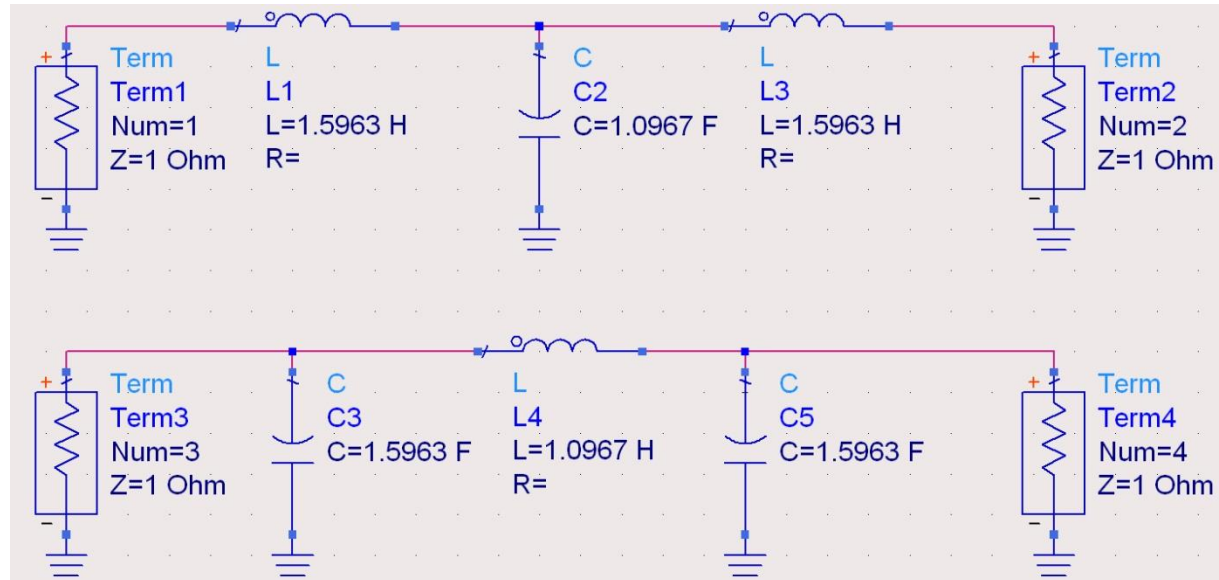 Term
Term1
Num=1
Z=1 Ohm
L
L1
L=1.5963 H
R=
C
C2
C=1.0967 F
L
L3
L=1.5963 H
R=
Term
Term2
Num=2
Z=1 Ohm
Term
Term3
Num=3
Z=1 Ohm
C
C3
C=1.5963 F
L
L4
L=1.0967 H
R=
C
C5
C=1.5963 F
Term
Term4
Num=4
Z=1 Ohm